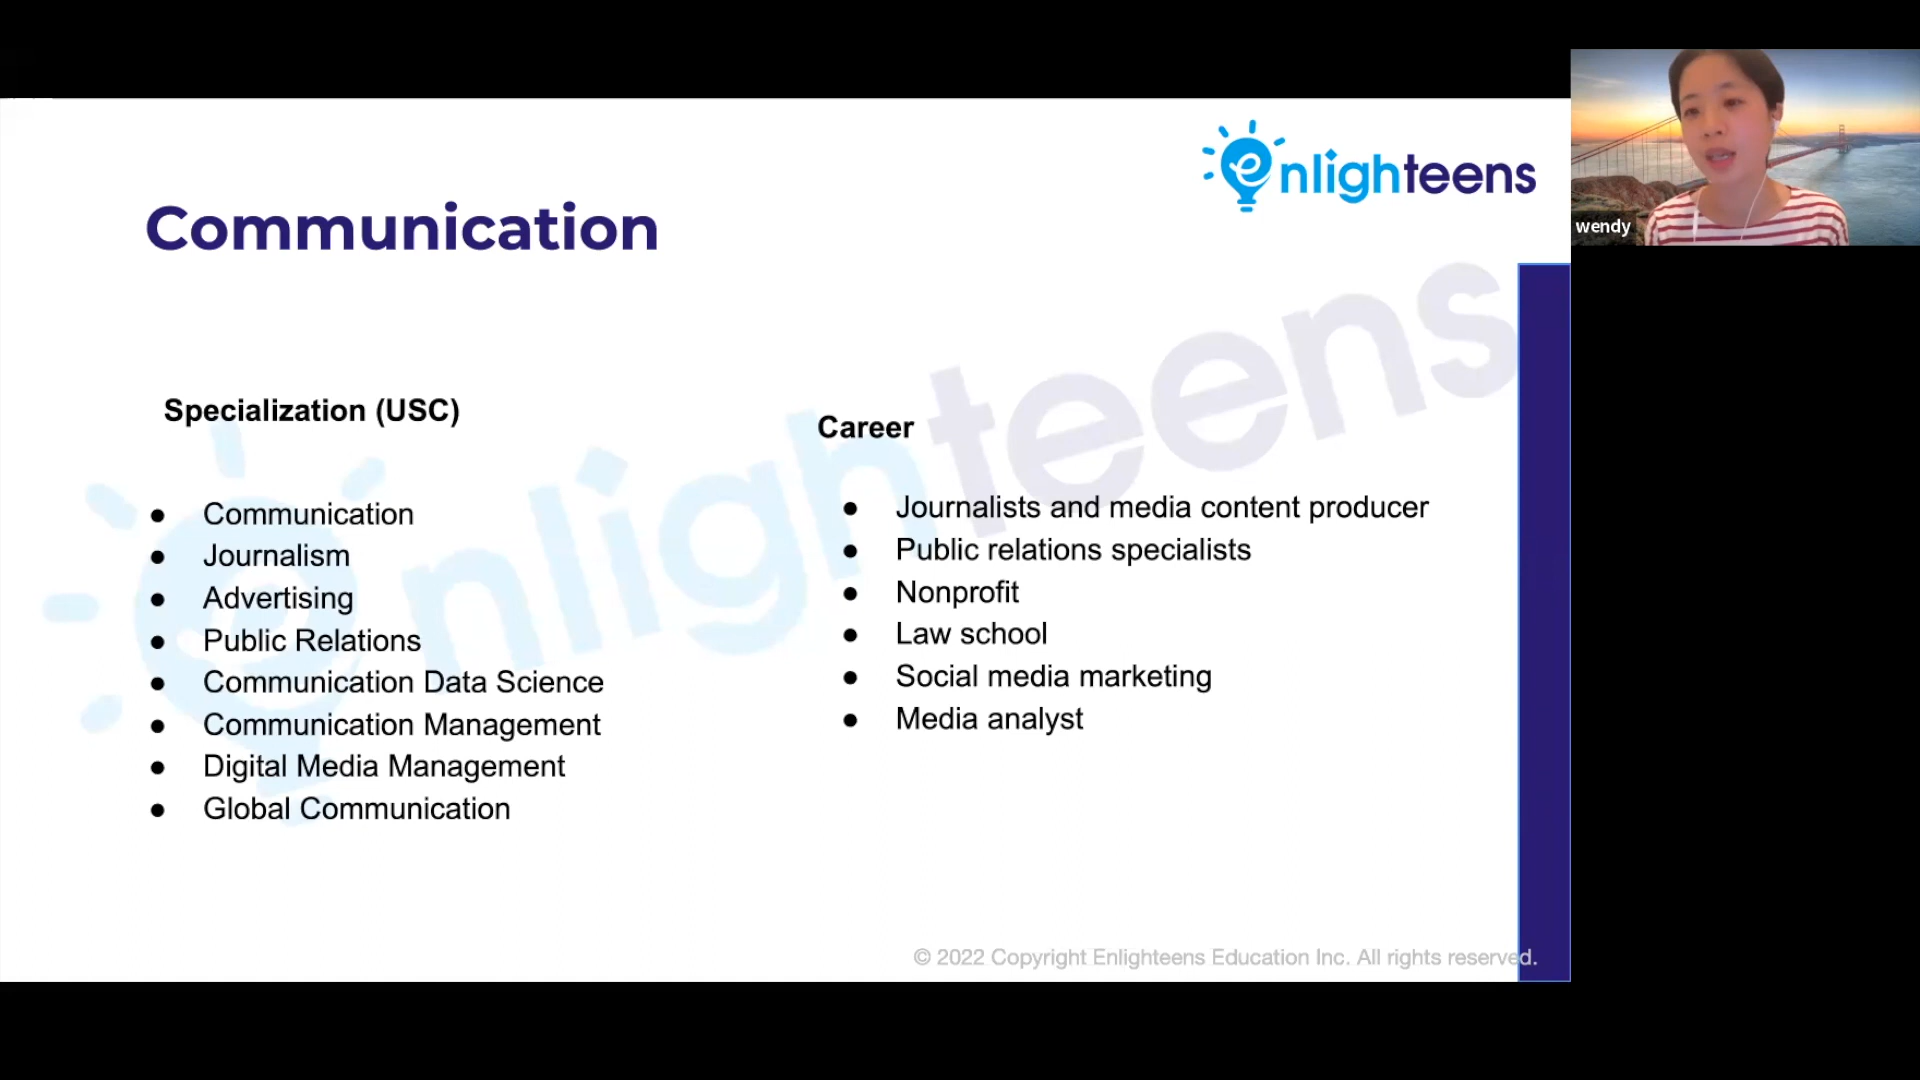 enlighteens
wendy
Communication
Specialization (USC)
● Communication
● Journalism
● Advertising
● Public Relations
● Communication Data Science
● Communication Management
● Digital Media Management
● Global Communication
Career
● Journalists and media content producer
● Public relations specialists
● Nonprofit
● Law school
● Social media marketing
● Media analyst
enlighteens
© 2022 Copyright Enlighteens Education Inc. All rights reserved.